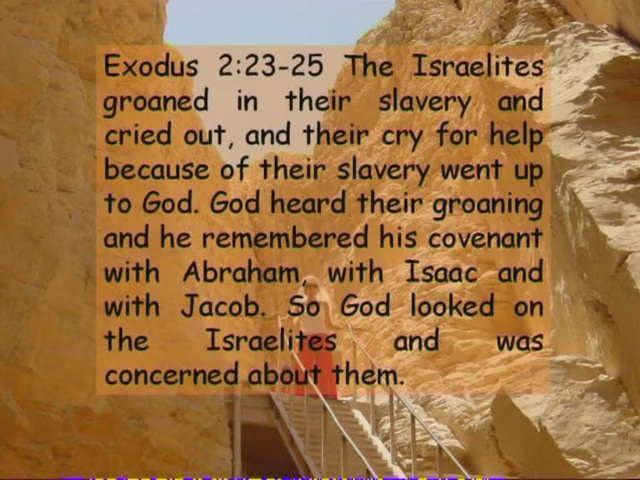 Exodus 2:23-25 The Israelites
groaned in their slavery and
cried out, and their cry for help
because of their slavery went up
to God. God heard their groaning
and he remembered his covenant
with Abraham, with Isaac and
with Jacob. So God looked on
the Israelites and was
concerned about them.